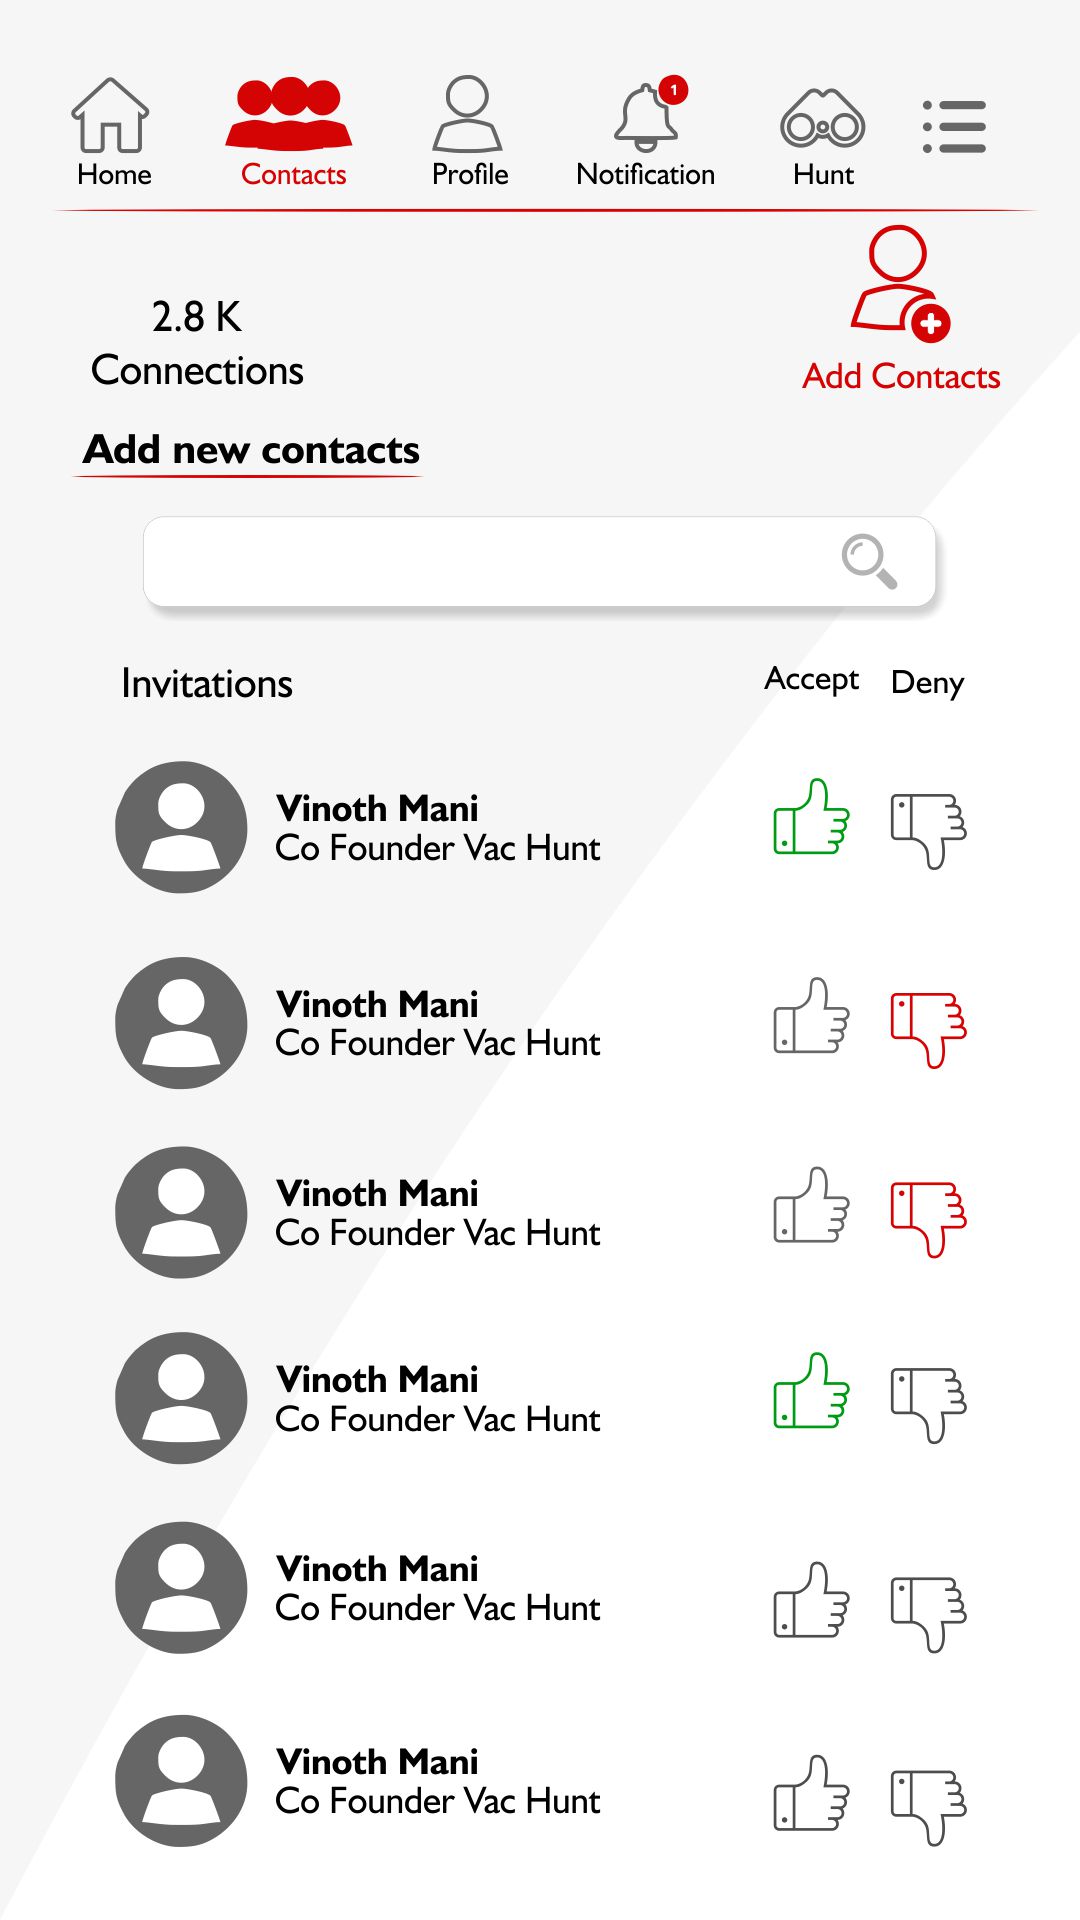 1
Home
Contacts
Profile
Notification
Hunt
2.8 K
Connections
Add Contacts
Add new contacts
Invitations
Accept
Deny
Vinoth Mani
Co Founder Vac Hunt
Vinoth Mani
Co Founder Vac Hunt
Vinoth Mani
Co Founder Vac Hunt
Vinoth Mani
Co Founder Vac Hunt
Vinoth Mani
Co Founder Vac Hunt
Vinoth Mani
Co Founder Vac Hunt